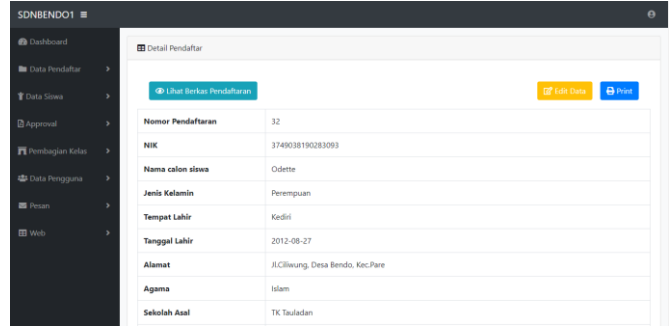 SDNBENDO1
Dashboard
Data Pendaftar
Data Siswa
Approval
Pembagian Kelas
Data Pengguna
Pesan
Web
Detail Pendaftar
Lihat Berkas Pendaftaran
Edit Data
Print
Nomor Pendaftaran 32
NIK 3749038190283093
Nama calon siswa Odette
Jenis Kelamin Perempuan
Tempat Lahir Kediri
Tanggal Lahir 2012-08-27
Alamat Jl.Ciliwung, Desa Bendo, Kec.Pare
Agama Islam
Sekolah Asal TK Tauladan